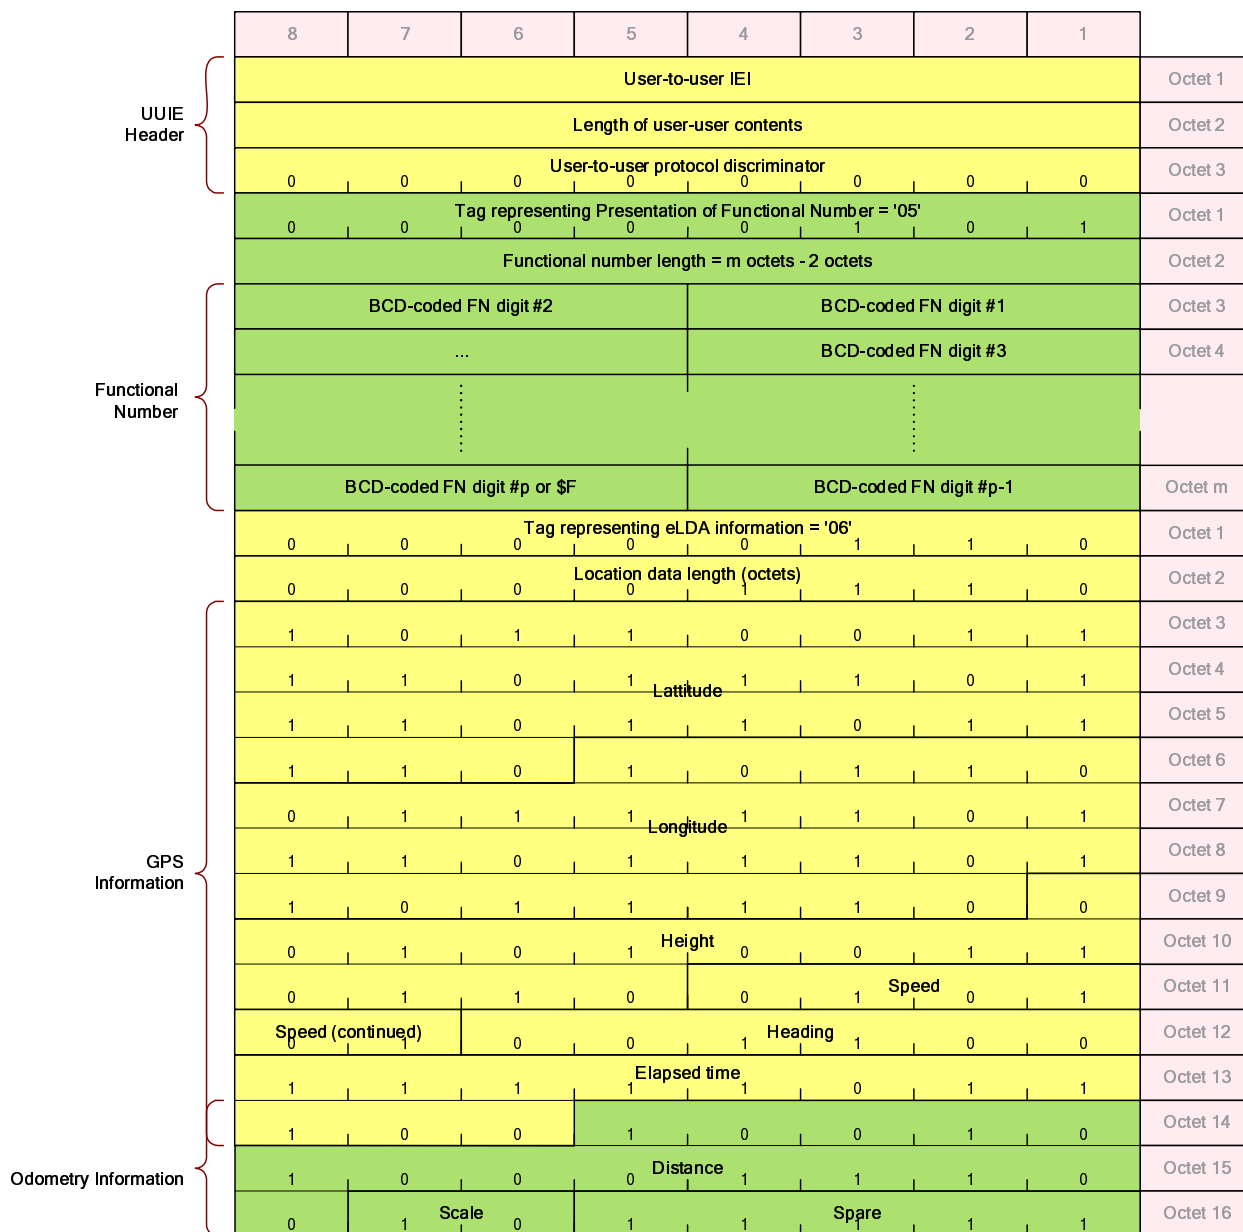 8 7 6 5 4 3 2 1
User-to-user IEI
Octet 1
UUIE
Header
Length of user-user contents
Octet 2
User-to-user protocol discriminator
0 0 0 0 0 0 0 0
Octet 3
Tag representing Presentation of Functional Number = '05'
0 0 0 0 0 1 0 1
Octet 1
Functional number length = m octets - 2 octets
Octet 2
Functional
Number
BCD-coded FN digit #2
BCD-coded FN digit #1
Octet 3
...
BCD-coded FN digit #3
Octet 4
BCD-coded FN digit #p or $F
BCD-coded FN digit #p-1
Octet m
Tag representing eLDA information = '06'
0 0 0 0 0 1 1 0
Octet 1
Location data length (octets)
0 0 0 0 1 1 1 0
Octet 2
GPS
Information
1 0 1 1 0 0 1 1
Octet 3
1 1 0 1 1 1 0 1
Octet 4
Lattitude
1 1 0 1 1 0 1 1
Octet 5
1 1 0 1 0 1 1 0
Octet 6
0 1 1 1 1 1 0 1
Octet 7
Longitude
1 1 0 1 1 1 0 1
Octet 8
1 0 1 1 1 1 0 0
Octet 9
Height
0 1 0 1 0 0 1 1
Octet 10
Speed
0 1 1 0 0 1 0 1
Octet 11
Speed (continued)
Heading
0 1 0 0 1 1 0 0
Octet 12
Elapsed time
1 1 1 1 1 0 1 1
Octet 13
1 0 0 1 0 0 1 0
Octet 14
Odometry Information
Distance
1 0 0 0 1 1 1 0
Octet 15
Scale
Spare
0 1 0 1 1 1 1 1
Octet 16